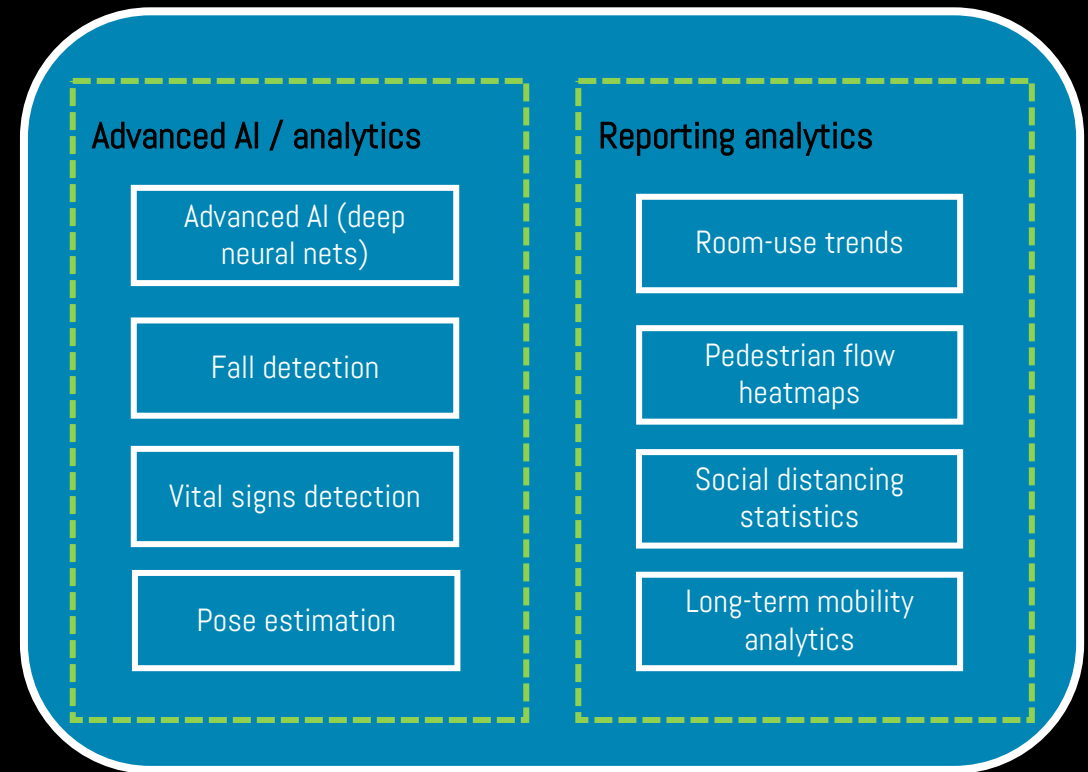 Advanced AI / analytics
Advanced AI (deep
neural nets)
Fall detection
Vital signs detection
Pose estimation
Reporting analytics
Room-use trends
Pedestrian flow
heatmaps
Social distancing
statistics
Long-term mobility
analytics